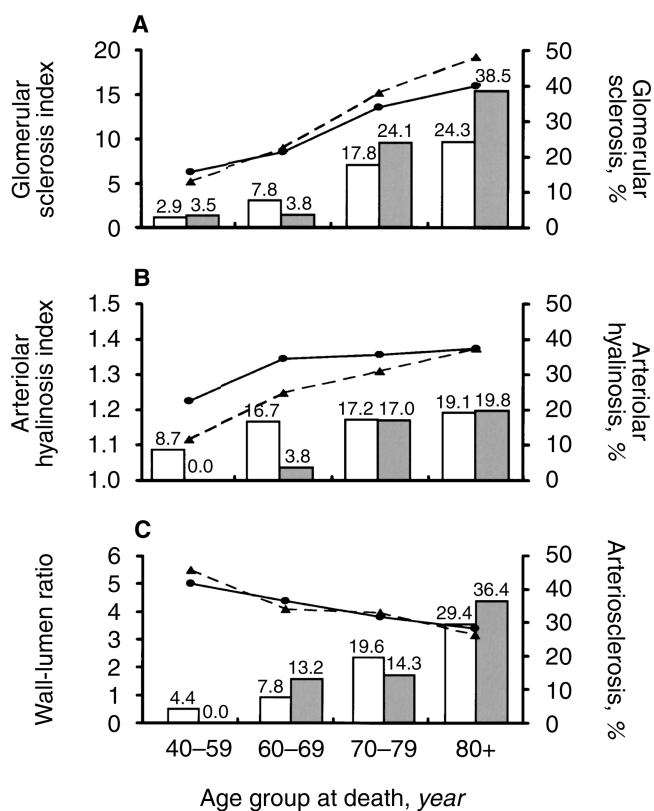 A
20
15
10
5
0
50
40
30
20
10
0
Glomerular
sclerosis index
Glomerular
sclerosis, %
2.9 3.5 7.8 3.8 17.8 24.1 24.3 38.5
B
1.5
1.4
1.3
1.2
1.1
1.0
50
40
30
20
10
0
Arteriolar
hyalinosis index
Arteriolar
hyalinosis, %
8.7 0.0 16.7 3.8 17.2 17.0 19.1 19.8
C
6
5
4
3
2
1
0
50
40
30
20
10
0
Wall-lumen ratio
Arteriosclerosis, %
4.4 0.0 7.8 13.2 19.6 14.3 29.4 36.4
40–59 60–69 70–79 80+
Age group at death, year